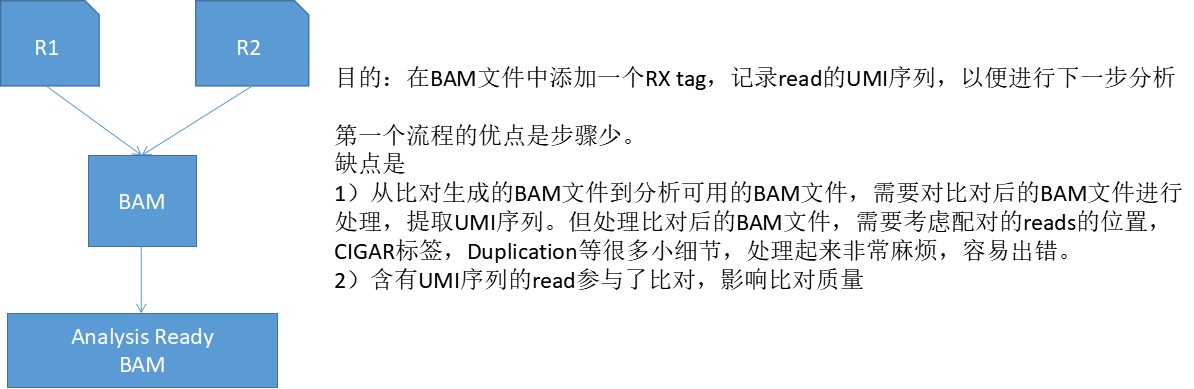 R1
R2
目的：在BAM文件中添加一个RX tag，记录read的UMI序列，以便进行下一步分析
第一个流程的优点是步骤少。
缺点是
1）从比对生成的BAM文件到分析可用的BAM文件，需要对比对后的BAM文件进行
处理，提取UMI序列。但处理比对后的BAM文件，需要考虑配对的reads的位置，
CIGAR标签，Duplication等很多小细节，处理起来非常麻烦，容易出错。
2）含有UMI序列的read参与了比对，影响比对质量
BAM
Analysis Ready
BAM